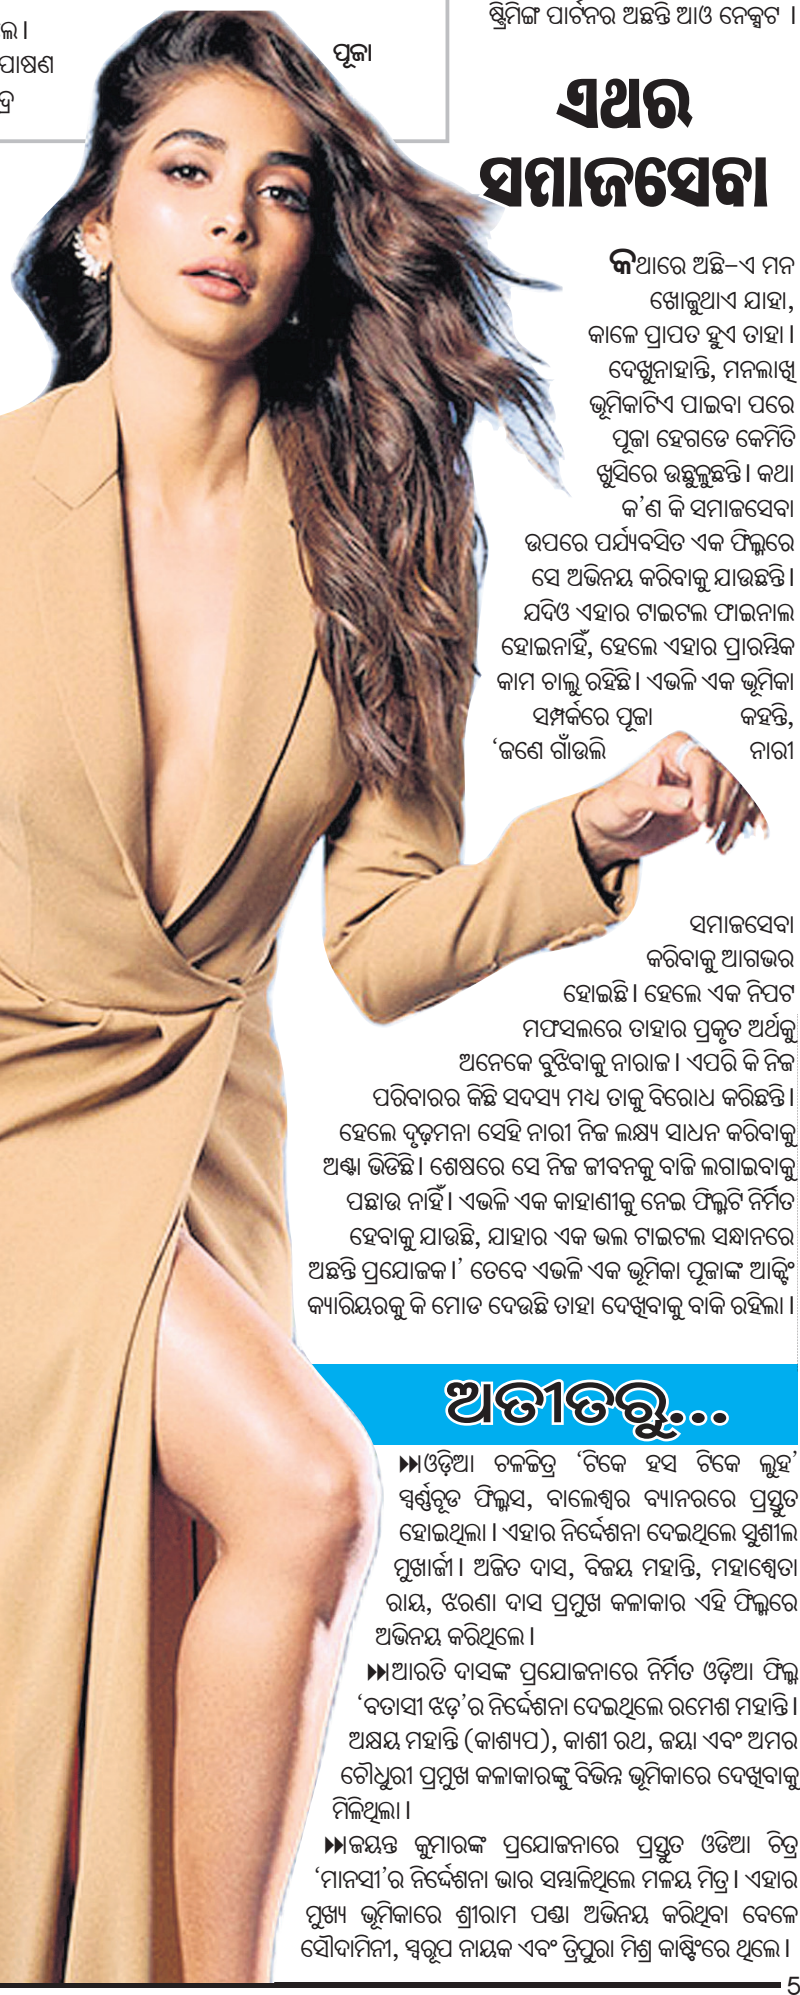 ଲ।
ପୋଷଣ
ଷ୍ଟ୍ରିମିଙ୍ଗ ପାର୍ଟନର ଅଛନ୍ତି ଆଓ ନେକ୍ସଟ ।
ପୂଜା
ଏଥର
ସମାଜସେବା
କଥାରେ ଅଛି–ଏ ମନ
ଖୋଜୁଥାଏ ଯାହା,
କାଳେ ପ୍ରାପତ ହୁଏ ତାହା।
ଦେଖୁନାହାନ୍ତି, ମନଲାଖି
ଭୂମିକାଟିଏ ପାଇବା ପରେ
ପୂଜା ହେଗଡେ କେମିତି
ଖୁସିରେ ଉଛୁଳୁଛନ୍ତି। କଥା
କ'ଣ କି ସମାଜସେବା
ଉପରେ ପର୍ଯ୍ୟବସିତ ଏକ ଫିଲ୍ମରେ
ସେ ଅଭିନୟ କରିବାକୁ ଯାଉଛନ୍ତି।
ଯଦିଓ ଏହାର ଟାଇଟଲ ଫାଇନାଲ
ହୋଇନାହିଁ, ହେଲେ ଏହାର ପ୍ରାରମ୍ଭିକ
କାମ ଚାଲୁ ରହିଛି। ଏଭଳି ଏକ ଭୂମିକା
ସମ୍ପର୍କରେ ପୂଜା କହନ୍ତି,
'ଜଣେ ଗାଁଉଲି ନାରୀ
ସମାଜସେବା
କରିବାକୁ ଆଗଭର
ହୋଇଛି। ହେଲେ ଏକ ନିପଟ
ମଫସଲରେ ତାହାର ପ୍ରକୃତ ଅର୍ଥକୁ
ଅନେକେ ବୁଝିବାକୁ ନାରାଜ। ଏପରି କି ନିଜ
ପରିବାରର କିଛି ସଦସ୍ୟ ମଧ୍ୟ ତାକୁ ବିରୋଧ କରିଛନ୍ତି।
ହେଲେ ଦୃଢ଼ମନା ସେହି ନାରୀ ନିଜ ଲକ୍ଷ୍ୟ ସାଧନ କରିବାକୁ
ଅଣ୍ଟା ଭିଡିଛି। ଶେଷରେ ସେ ନିଜ ଜୀବନକୁ ବାଜି ଲଗାଇବାକୁ
ପଛାଉ ନାହିଁ। ଏଭଳି ଏକ କାହାଣୀକୁ ନେଇ ଫିଲ୍ମଟି ନିର୍ମିତ
ହେବାକୁ ଯାଉଛି, ଯାହାର ଏକ ଭଲ ଟାଇଟଲ ସନ୍ଧାନରେ
ଅଛନ୍ତି ପ୍ରଯୋଜକ।' ତେବେ ଏଭଳି ଏକ ଭୂମିକା ପୂଜାଙ୍କ ଆକ୍ଟିଂ
କ୍ୟାରିୟରକୁ କି ମୋଡ ଦେଉଛି ତାହା ଦେଖିବାକୁ ବାକି ରହିଲା।
ଅତୀତରୁ...
ଓଡ଼ିଆ ଚଳଚ୍ଚିତ୍ର 'ଟିକେ ହସ ଟିକେ ଲୁହ'
ସ୍ୱର୍ଣ୍ଣଚୂଡ ଫିଲ୍ମସ, ବାଲେଶ୍ୱର ବ୍ୟାନରରେ ପ୍ରସ୍ତୁତ
ହୋଇଥିଲା। ଏହାର ନିର୍ଦ୍ଦେଶନା ଦେଇଥିଲେ ସୁଶୀଲ
ମୁଖାର୍ଜୀ। ଅଜିତ ଦାସ, ବିଜୟ ମହାନ୍ତି, ମହାଶ୍ୱେତା
ରାୟ, ଝରଣା ଦାସ ପ୍ରମୁଖ କଳାକାର ଏହି ଫିଲ୍ମରେ
ଅଭିନୟ କରିଥିଲେ।
ଆରତି ଦାସଙ୍କ ପ୍ରଯୋଜନାରେ ନିର୍ମିତ ଓଡ଼ିଆ ଫିଲ୍ମ
'ବତାସୀ ଝଡ଼'ର ନିର୍ଦ୍ଦେଶନା ଦେଇଥିଲେ ରମେଶ ମହାନ୍ତି।
ଅକ୍ଷୟ ମହାନ୍ତି (କାଶ୍ୟପ), କାଶୀ ରଥ, ଜୟା ଏବଂ ଅମର
ଚୌଧୁରୀ ପ୍ରମୁଖ କଳାକାରଙ୍କୁ ବିଭିନ୍ନ ଭୂମିକାରେ ଦେଖିବାକୁ
ମିଳିଥିଲା।
ଜୟନ୍ତ କୁମାରଙ୍କ ପ୍ରଯୋଜନାରେ ପ୍ରସ୍ତୁତ ଓଡିଆ ଚିତ୍ର
'ମାନସୀ'ର ନିର୍ଦ୍ଦେଶନା ଭାର ସମ୍ଭାଳିଥିଲେ ମଳୟ ମିତ୍ର। ଏହାର
ମୁଖ୍ୟ ଭୂମିକାରେ ଶ୍ରୀରାମ ପଣ୍ଡା ଅଭିନୟ କରିଥିବା ବେଳେ
ସୌଦାମିନୀ, ସ୍ୱରୂପ ନାୟକ ଏବଂ ତ୍ରିପୁରା ମିଶ୍ର କାଷ୍ଟିଂରେ ଥିଲେ।
5